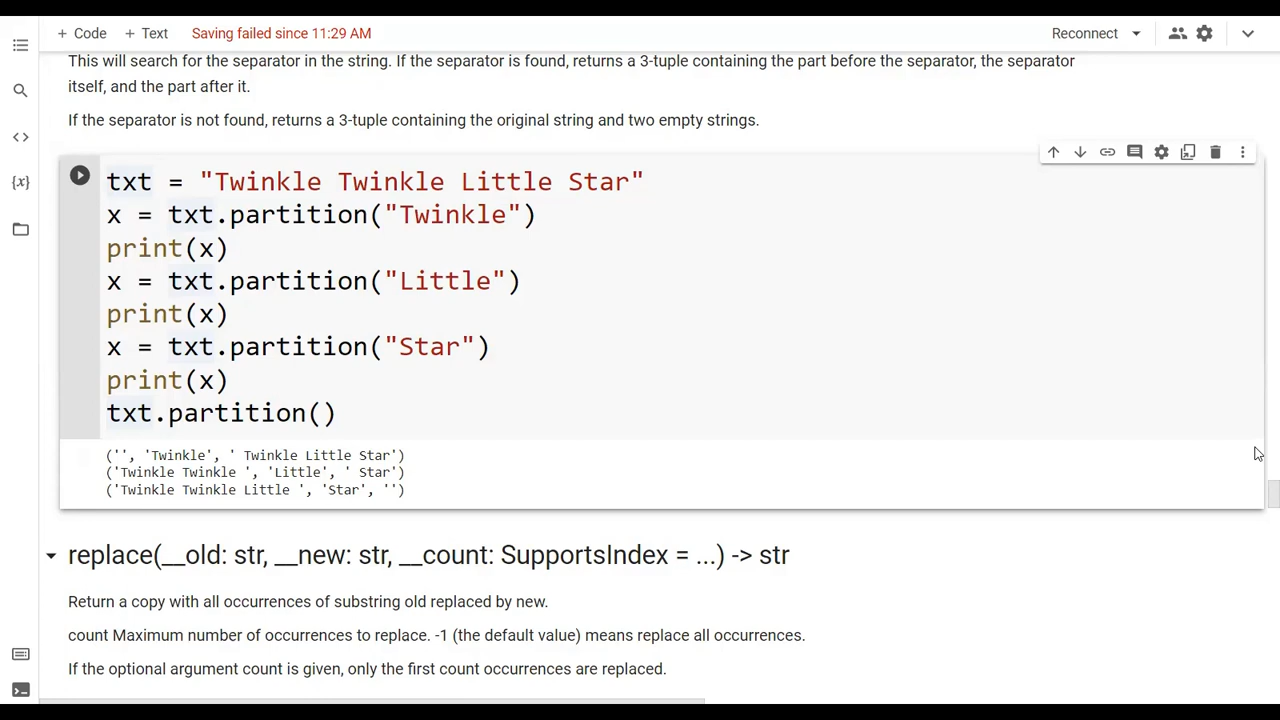 + Code + Text Saving failed since 11:29 AM Reconnect
This will search for the separator in the string. If the separator is found, returns a 3-tuple containing the part before the separator, the separator
itself, and the part after it.
If the separator is not found, returns a 3-tuple containing the original string and two empty strings.
txt = "Twinkle Twinkle Little Star"
x = txt.partition("Twinkle")
print(x)
x = txt.partition("Little")
print(x)
x = txt.partition("Star")
print(x)
txt.partition()
('', 'Twinkle', ' Twinkle Little Star')
('Twinkle Twinkle ', 'Little', ' Star')
('Twinkle Twinkle Little ', 'Star', '')
replace(__old: str, __new: str, __count: SupportsIndex = ...) -> str
Return a copy with all occurrences of substring old replaced by new.
count Maximum number of occurrences to replace. -1 (the default value) means replace all occurrences.
If the optional argument count is given, only the first count occurrences are replaced.